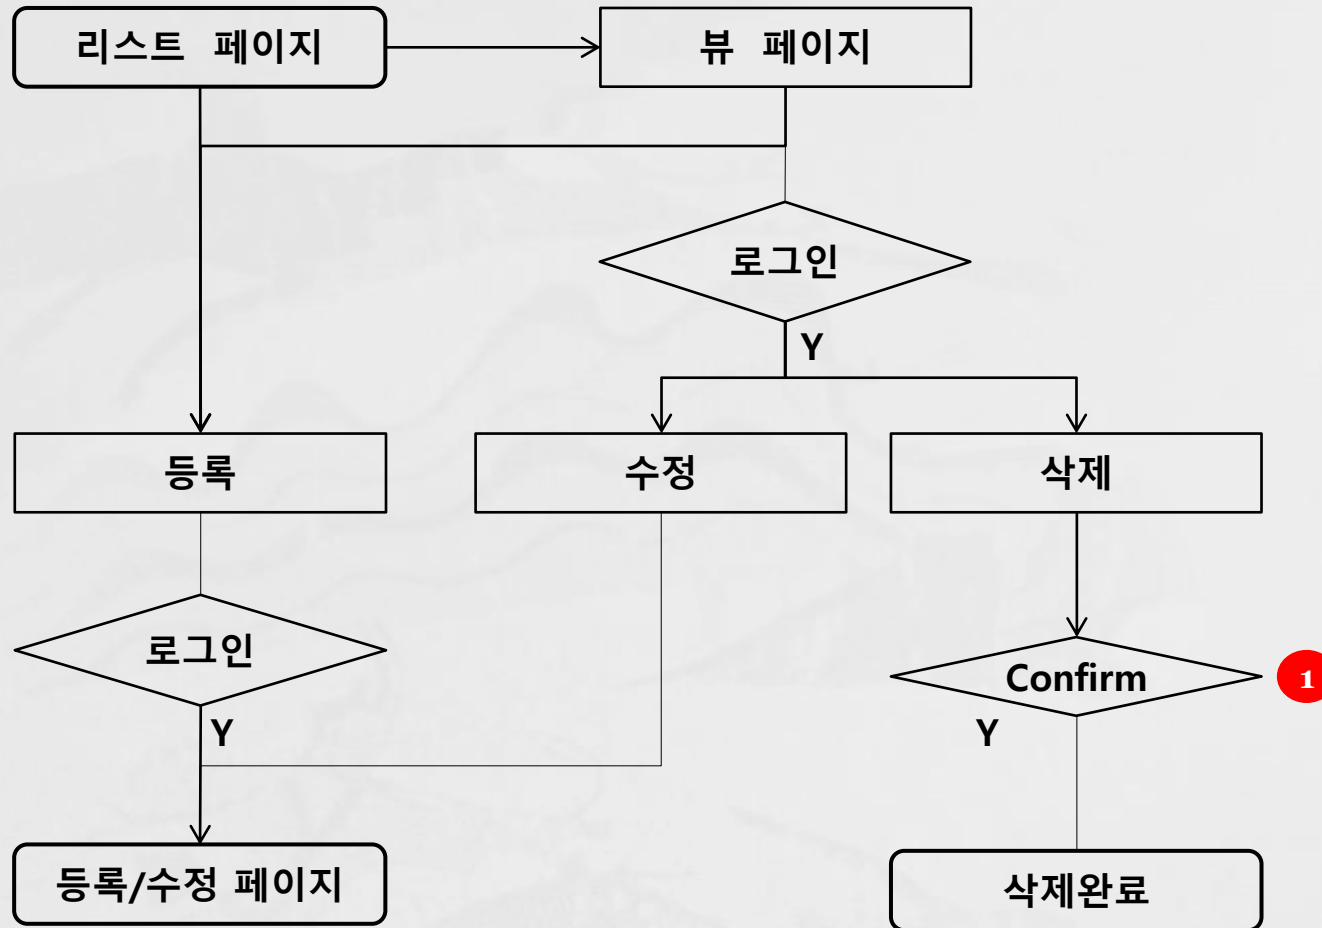 리스트 페이지
뷰 페이지
로그인
Y
등록
수정
삭제
로그인
Confirm
1
Y
Y
등록/수정 페이지
삭제완료